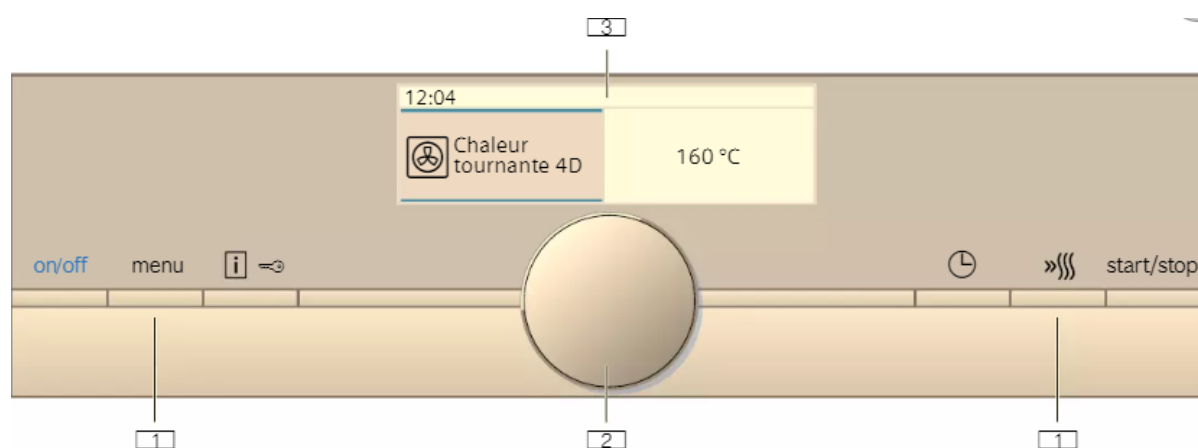 3
12:04
Chaleur
tournante 4D
160 °C
on/off menu i »
start/stop
1 2 1